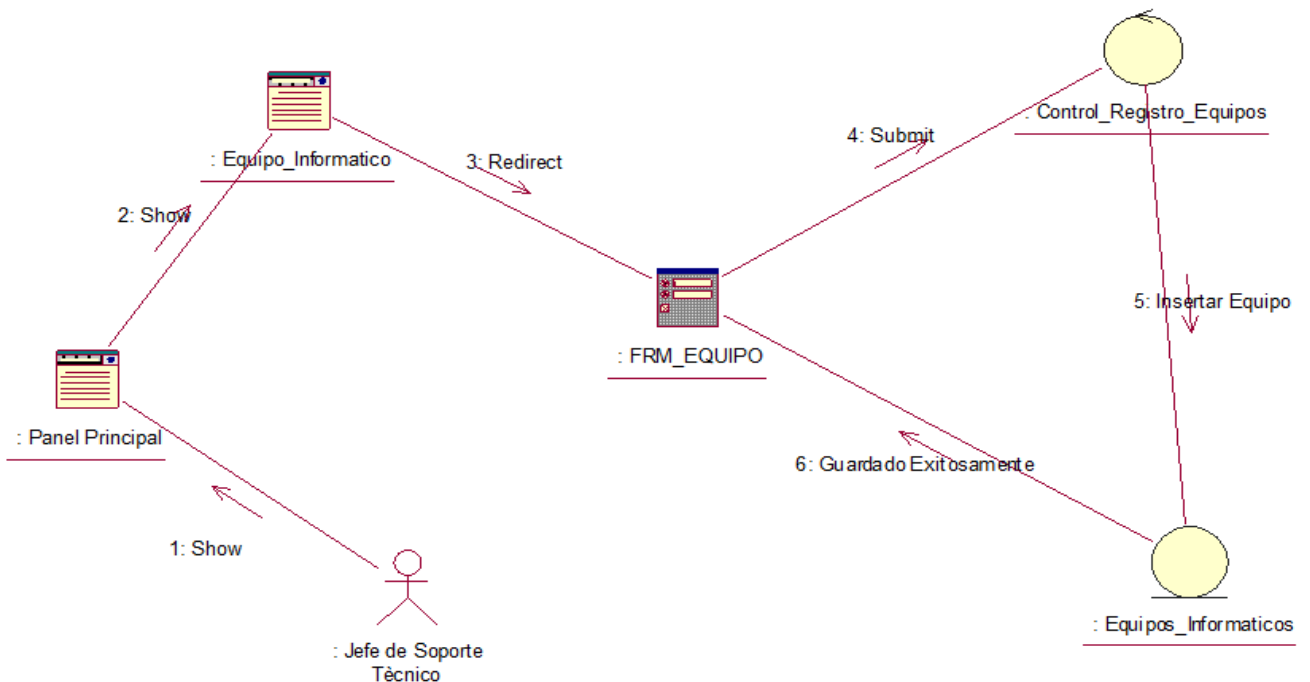 : Control_Registro_Equipos
4: Submit
: Equipo_Informatico
3: Redirect
2: Show
5: Insertar Equipo
: FRM_EQUIPO
: Panel Principal
6: Guardado Exitosamente
1: Show
: Equipos_Informaticos
: Jefe de Soporte
Tècnico